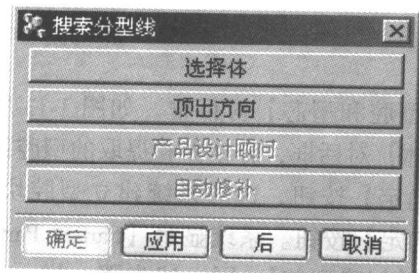 搜索分型线
选择体
顶出方向
产品设计顾问
自动修补
确定 应用 后 取消